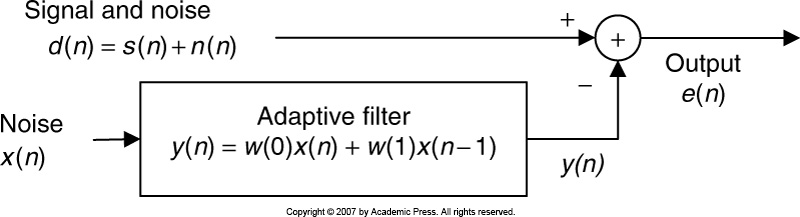 Signal and noise
d(n) = s(n)+n(n)
+
+
Output
e(n)
−
Noise
x(n)
Adaptive filter
y(n) = w(0)x(n) + w(1)x(n−1)
y(n)
Copyright © 2007 by Academic Press. All rights reserved.